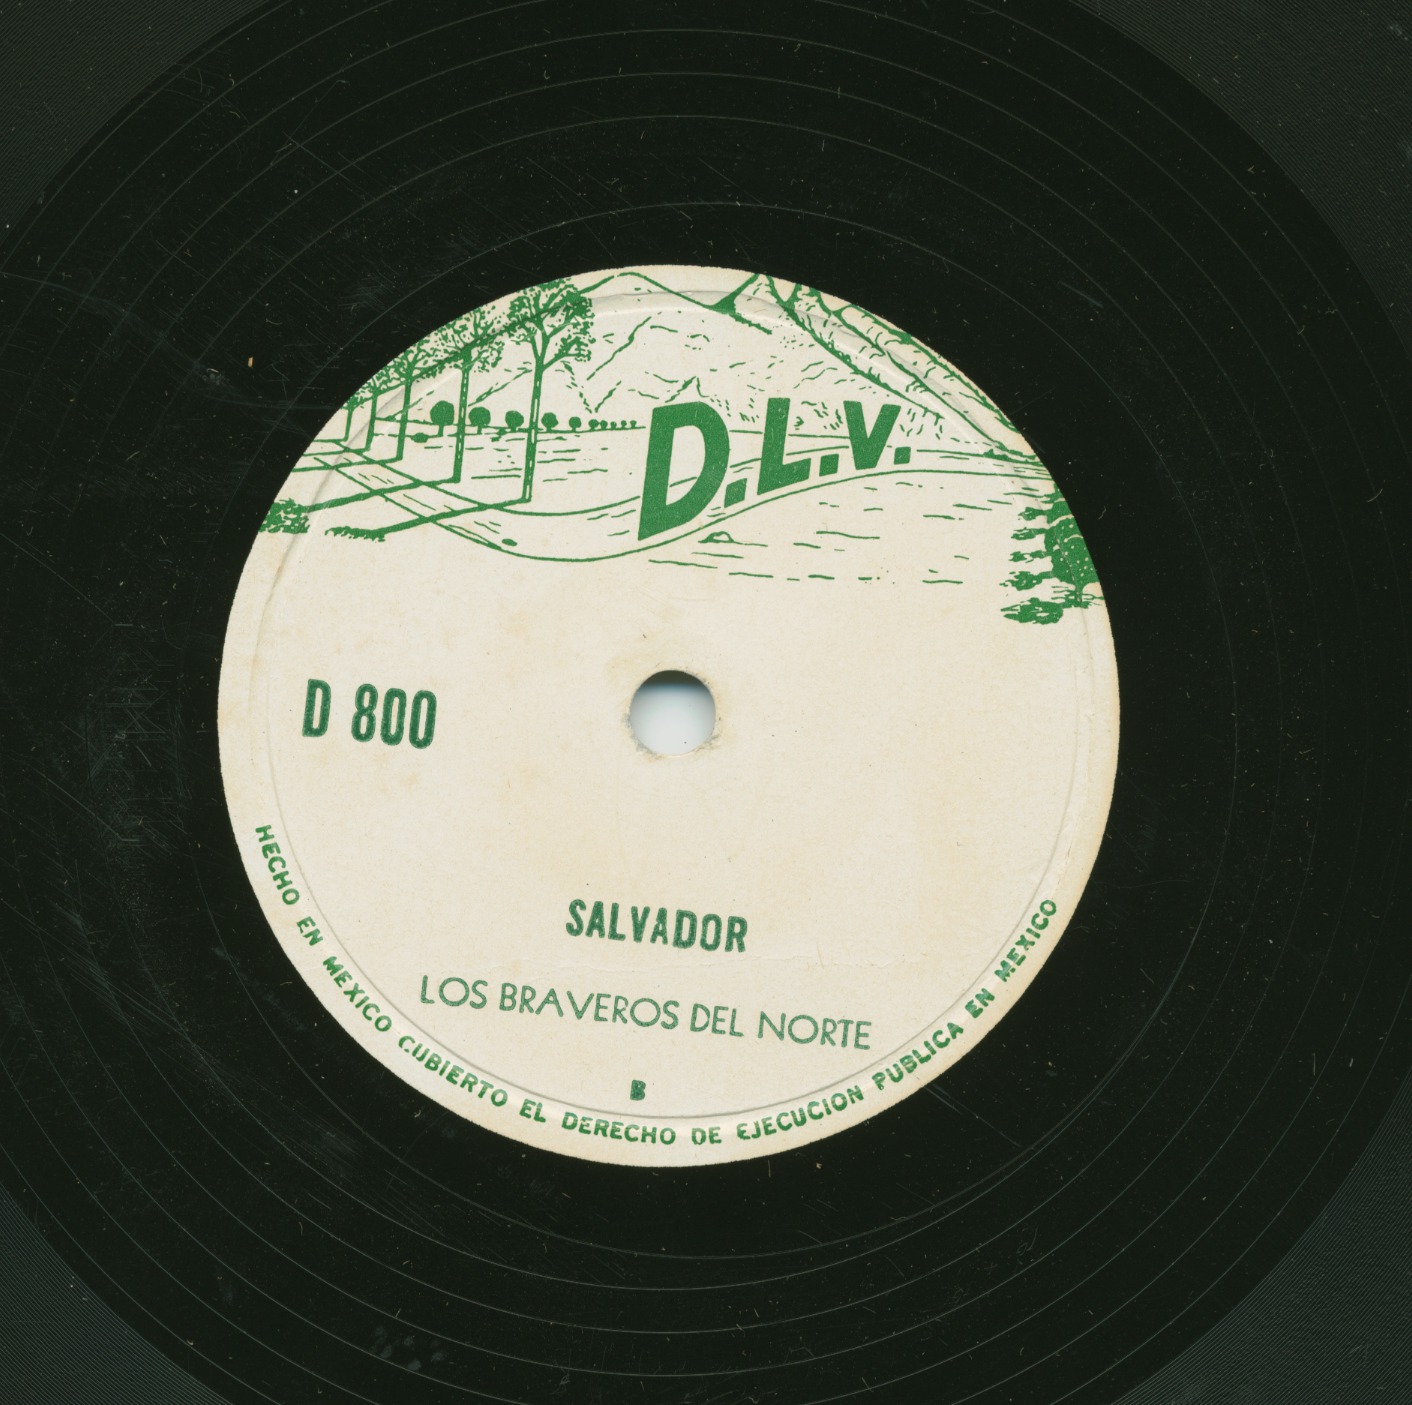 D.L.V.
D 800
SALVADOR
LOS BRAVEROS DEL NORTE
B
HECHO EN MEXICO CUBIERTO EL DERECHO DE EJECUCION PUBLICA EN MEXICO